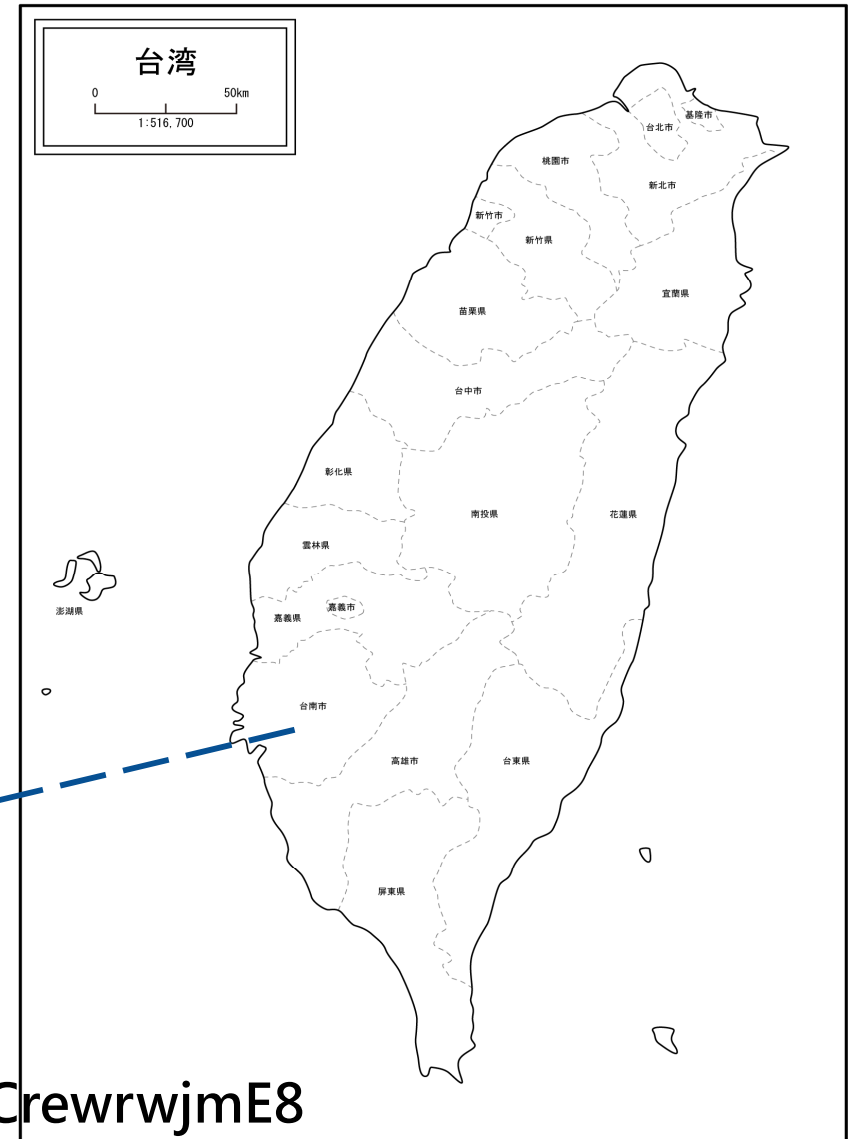 台湾
0 50km
1:516,700
基隆市
台北市
桃園市
新北市
新竹市
新竹県
宜蘭県
苗栗県
台中市
彰化県
南投県
花蓮県
雲林県
嘉義市
澎湖県
嘉義県
台南市
高雄市
台東県
屏東県
CrewrwjmE8